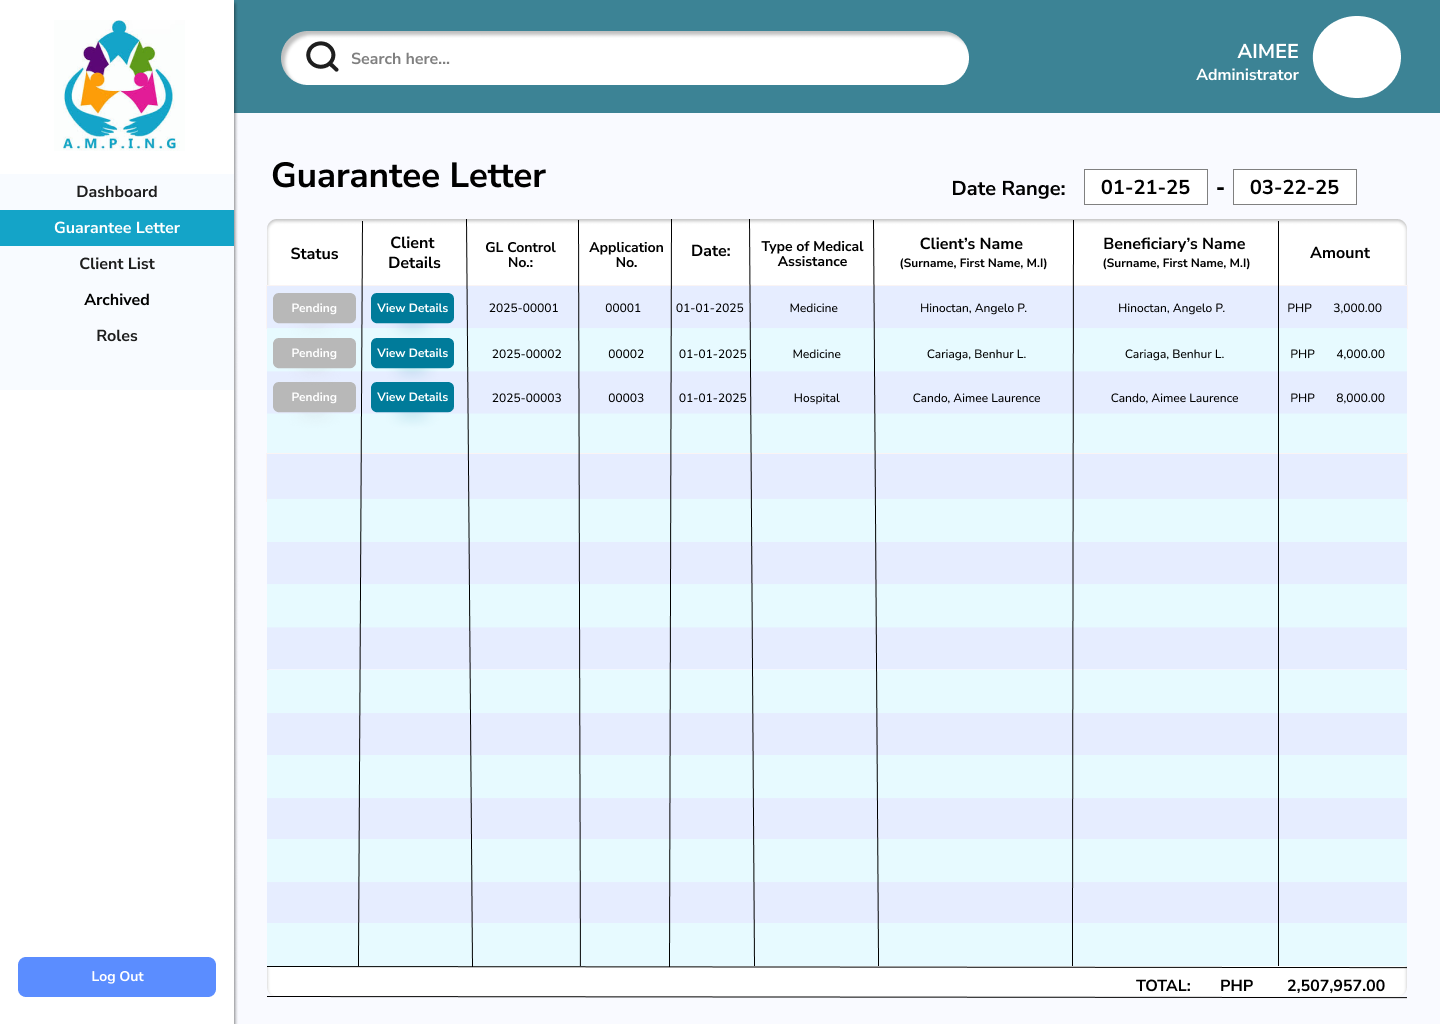 A.M.P.I.N.G
Dashboard
Guarantee Letter
Client List
Archived
Roles
Log Out
Search here...
AIMEE
Administrator
Guarantee Letter
Date Range: 01-21-25 - 03-22-25
Status
Client
Details
GL Control
No.:
Application
No.
Date:
Type of Medical
Assistance
Client's Name
(Surname, First Name, M.I)
Beneficiary's Name
(Surname, First Name, M.I)
Amount
Pending View Details 2025-00001 00001 01-01-2025 Medicine Hinoctan, Angelo P. Hinoctan, Angelo P. PHP 3,000.00
Pending View Details 2025-00002 00002 01-01-2025 Medicine Cariaga, Benhur L. Cariaga, Benhur L. PHP 4,000.00
Pending View Details 2025-00003 00003 01-01-2025 Hospital Cando, Aimee Laurence Cando, Aimee Laurence PHP 8,000.00
TOTAL: PHP 2,507,957.00